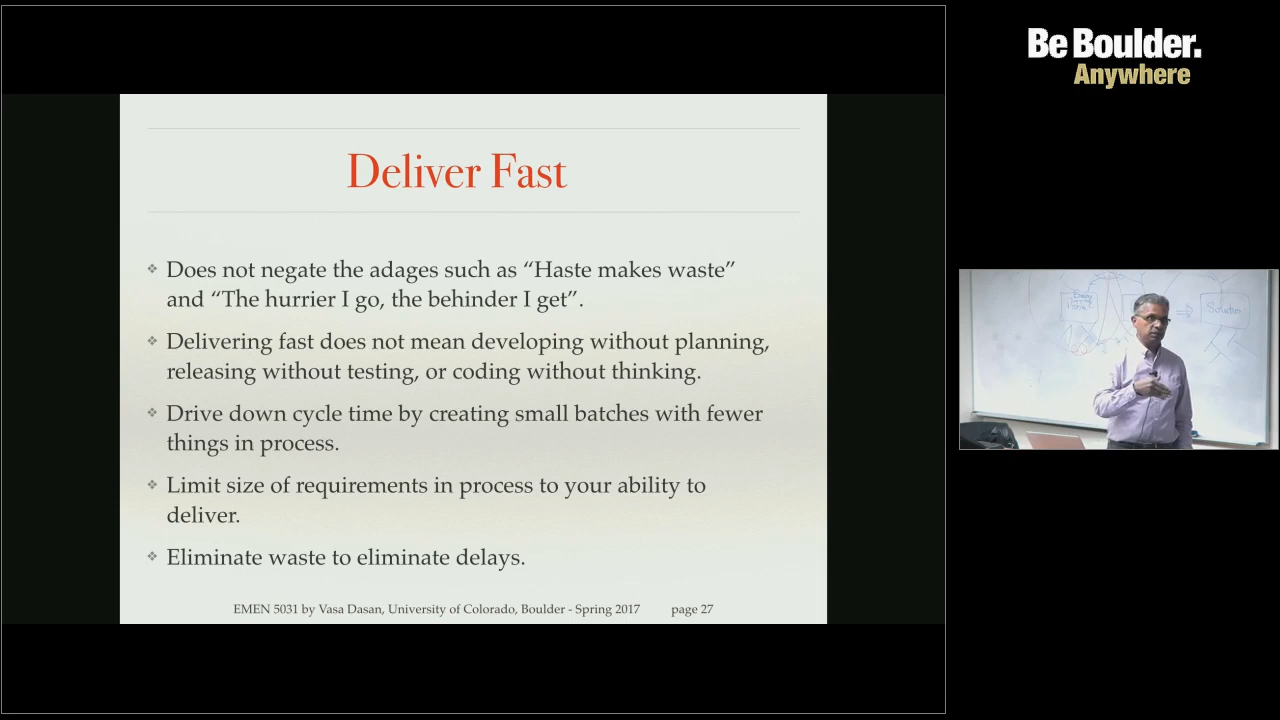 Be Boulder.
Anywhere
Deliver Fast
❖ Does not negate the adages such as “Haste makes waste”
and “The hurrier I go, the behinder I get”.
❖ Delivering fast does not mean developing without planning,
releasing without testing, or coding without thinking.
❖ Drive down cycle time by creating small batches with fewer
things in process.
❖ Limit size of requirements in process to your ability to
deliver.
❖ Eliminate waste to eliminate delays.
EMEN 5031 by Vasa Dasan, University of Colorado, Boulder - Spring 2017 page 27